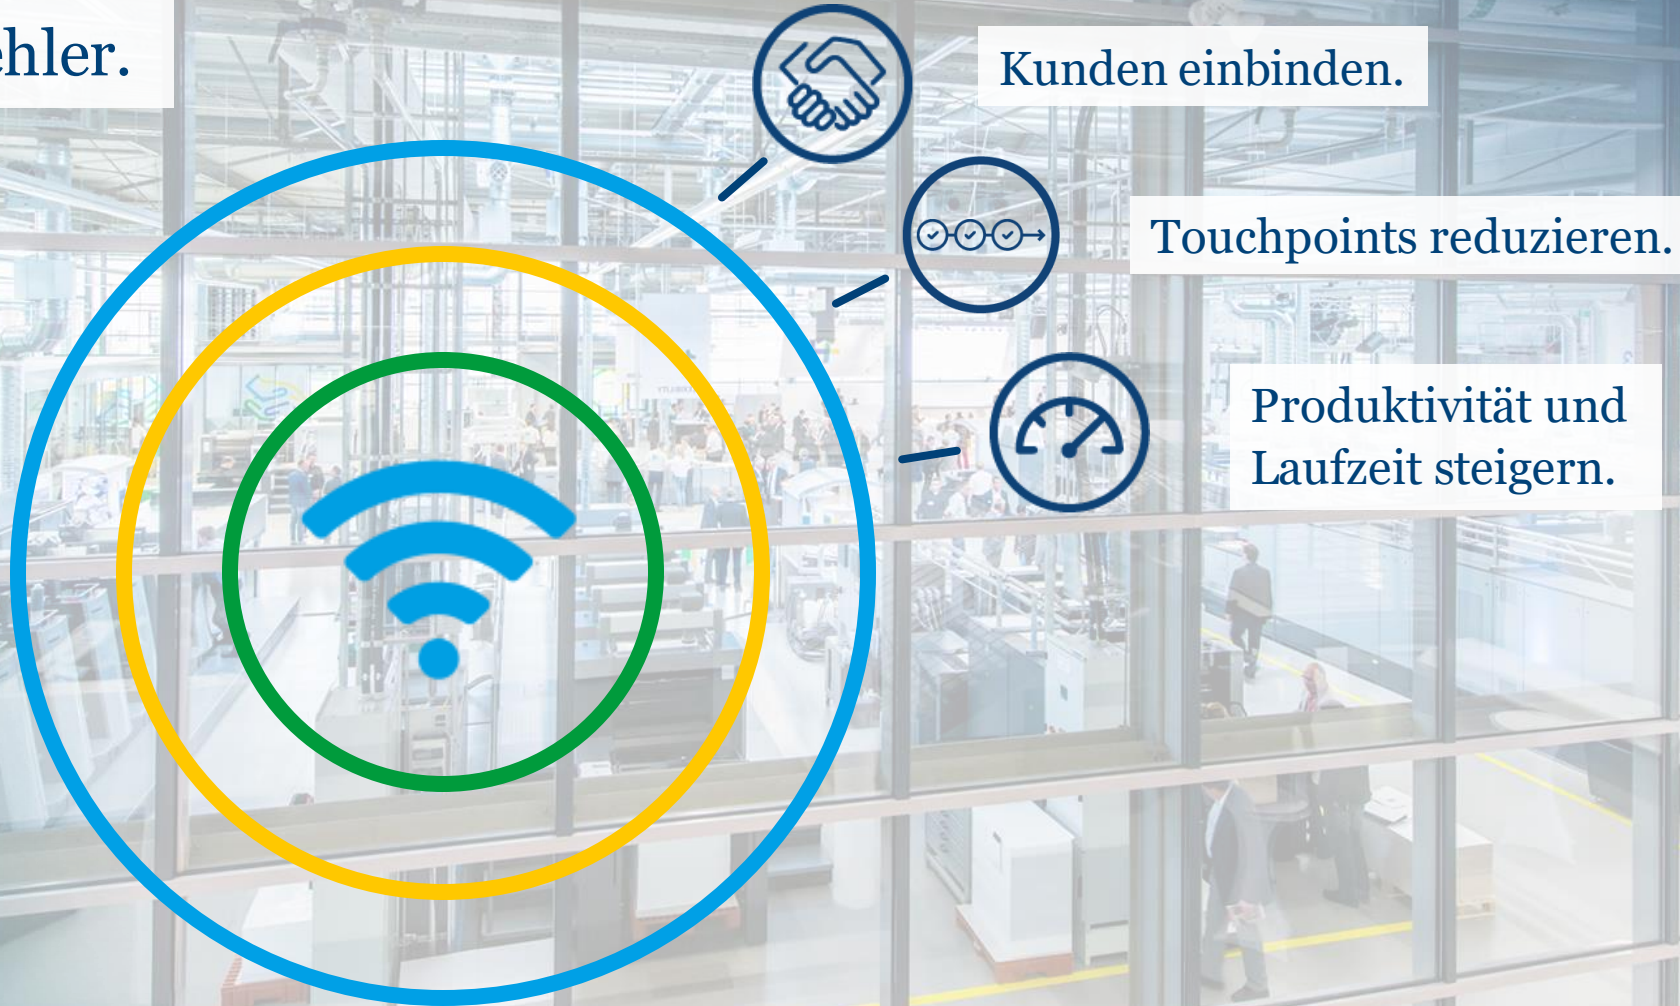 ehler.
Kunden einbinden.
Touchpoints reduzieren.
Produktivität und
Laufzeit steigern.